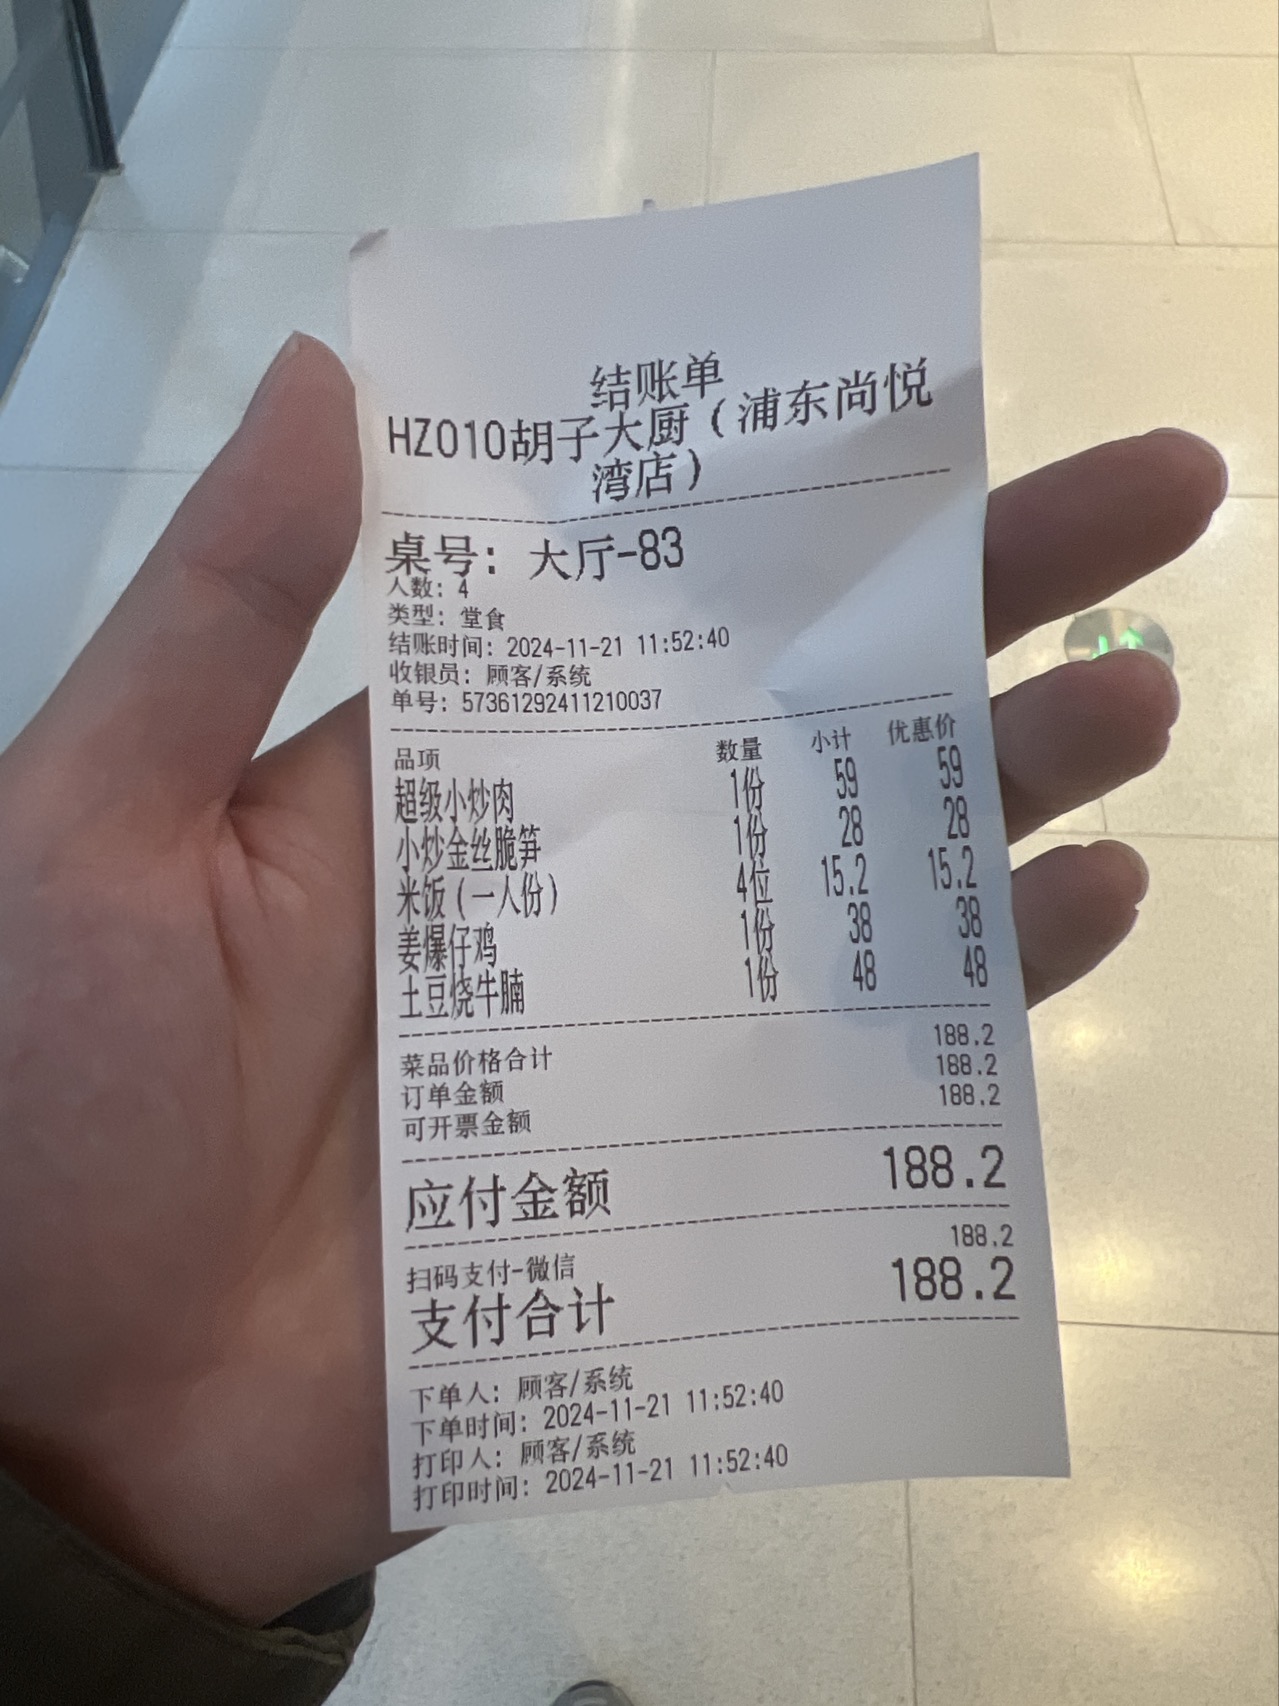 结账单
HZ010胡子大厨（浦东尚悦
湾店）
桌号：大厅-83
人数：4
类型：堂食
结账时间：2024-11-21 11:52:40
收银员：顾客/系统
单号：573612924112​10037
品项 数量 小计 优惠价
超级小炒肉 1份 59 59
小炒金丝脆笋 1份 28 28
米饭（一人份） 4位 15.2 15.2
姜爆仔鸡 1份 38 38
土豆烧牛腩 1份 48 48
菜品价格合计 188.2
订单金额 188.2
可开票金额 188.2
应付金额 188.2
扫码支付-微信 188.2
支付合计 188.2
下单人：顾客/系统
下单时间：2024-11-21 11:52:40
打印人：顾客/系统
打印时间：2024-11-21 11:52:40